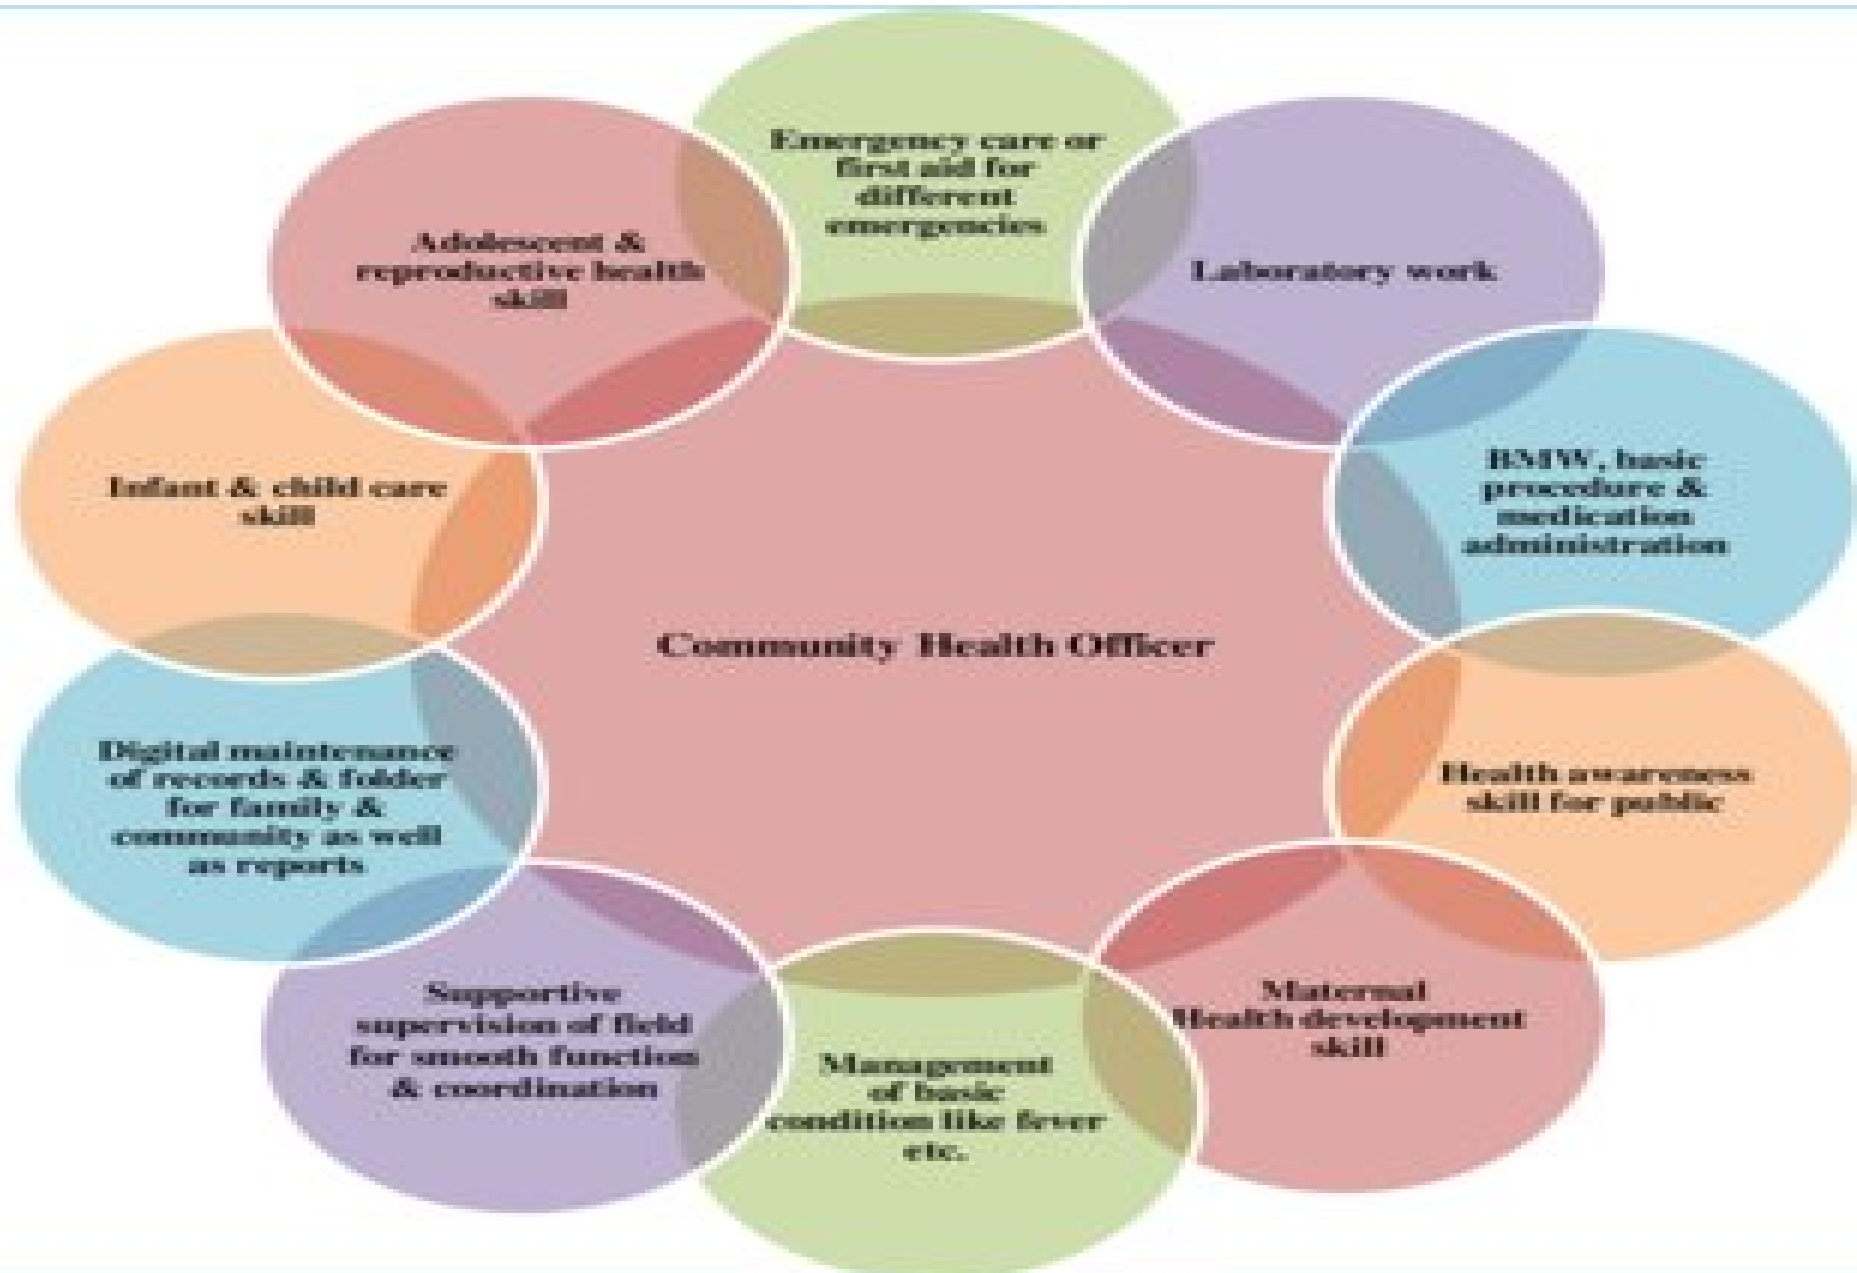 Emergency care or
first aid for
different
emergencies
Laboratory work
BMW, basic
procedure &
medication
administration
Health awareness
skill for public
Maternal
Health development
skill
Management
of basic
condition like fever
etc.
Supportive
supervision of field
for smooth function
& coordination
Digital maintenance
of records & folder
for family &
community as well
as reports
Infant & child care
skill
Adolescent &
reproductive health
skill
Community Health Officer